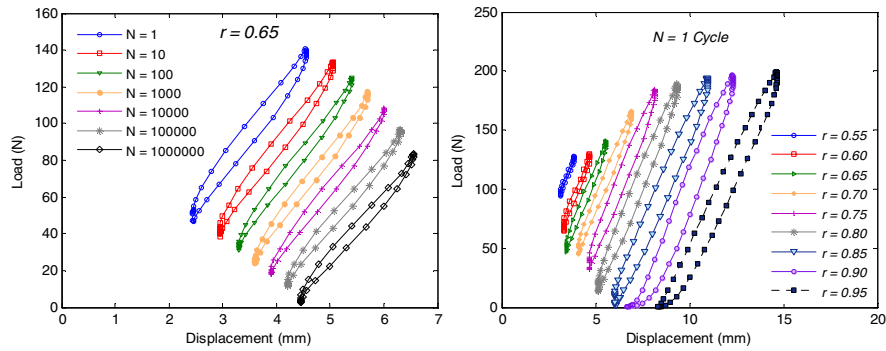 r = 0.65
N = 1
N = 10
N = 100
N = 1000
N = 10000
N = 100000
N = 1000000
Load (N)
160
140
120
100
80
60
40
20
0
0 1 2 3 4 5 6 7
Displacement (mm)
N = 1 Cycle
Load (N)
250
200
150
100
50
0
r = 0.55
r = 0.60
r = 0.65
r = 0.70
r = 0.75
r = 0.80
r = 0.85
r = 0.90
r = 0.95
0 5 10 15 20
Displacement (mm)